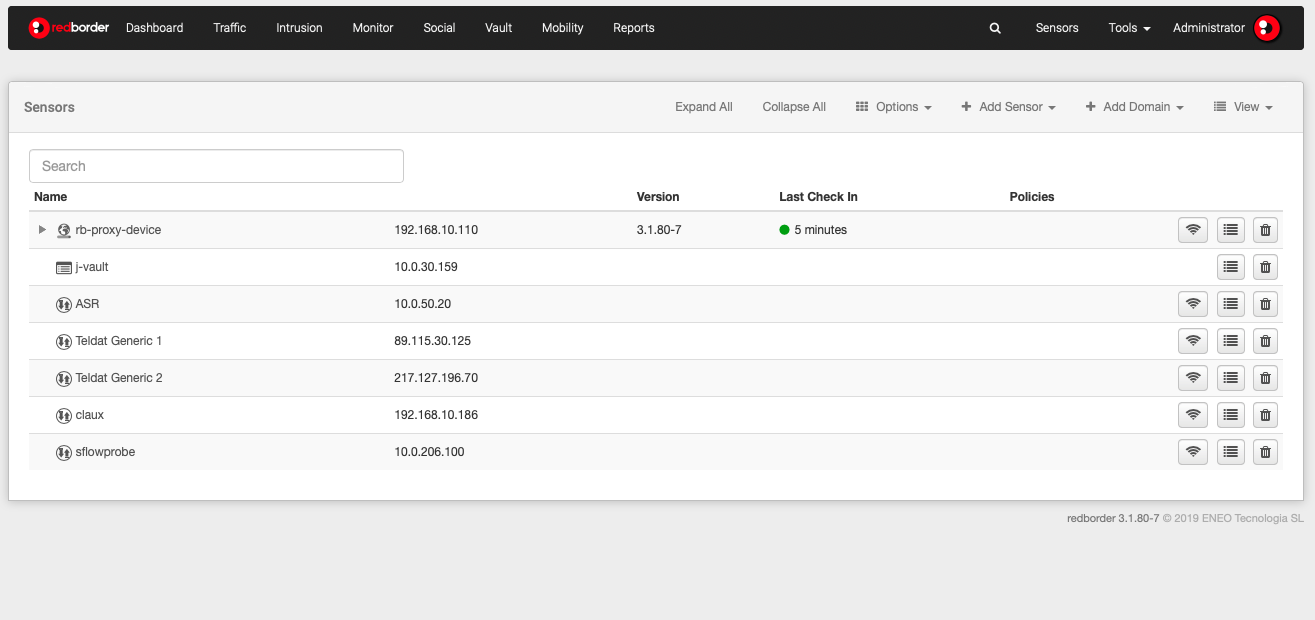 redborder Dashboard Traffic Intrusion Monitor Social Vault Mobility Reports Sensors Tools Administrator
Sensors Expand All Collapse All Options Add Sensor Add Domain View
Search
Name Version Last Check In Policies
rb-proxy-device 192.168.10.110 3.1.80-7 5 minutes
j-vault 10.0.30.159
ASR 10.0.50.20
Teldat Generic 1 89.115.30.125
Teldat Generic 2 217.127.196.70
claux 192.168.10.186
sflowprobe 10.0.206.100
redborder 3.1.80-7 © 2019 ENEO Tecnologia SL